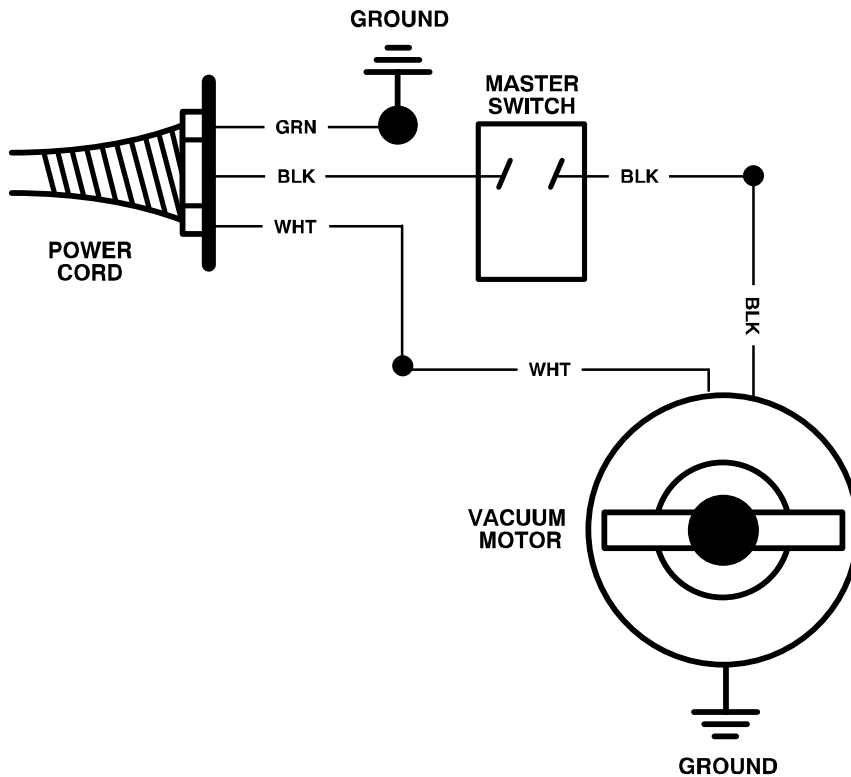 GROUND
MASTER
SWITCH
GRN
BLK
BLK
WHT
POWER
CORD
BLK
WHT
VACUUM
MOTOR
GROUND